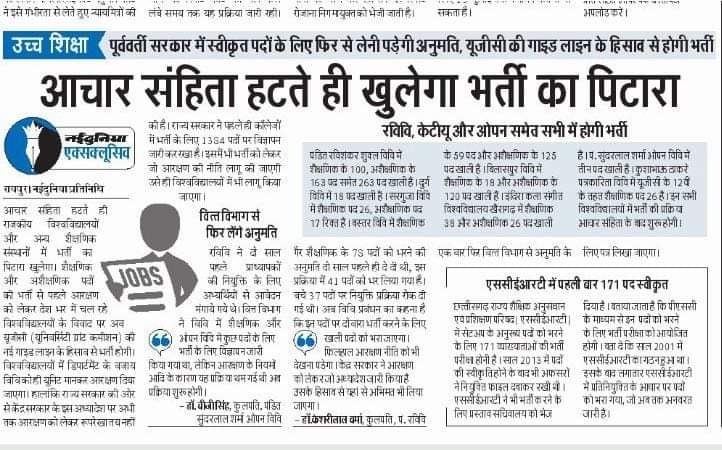 ने इसे गंभीरता से लेते हुए न्यायमित्रों की
लंबे समय तक यह प्रक्रिया जारी रही।
रोजाना निगमायुक्त को भेजी जाती है।
सकता है।
अपलोड करे।
उच्च शिक्षा
पूर्ववर्ती सरकार में स्वीकृत पदों के लिए फिर से लेनी पड़ेगी अनुमति, यूजीसी की गाइड लाइन के हिसाब से होगी भर्ती
आचार संहिता हटते ही खुलेगा भर्ती का पिटारा
नईदुनिया
एक्सक्लूसिव
रायपुर। नईदुनिया प्रतिनिधि
आचार संहिता हटते ही
राजकीय विश्वविद्यालयों
और अन्य शैक्षणिक
संस्थानों में भर्ती का
पिटारा खुलेगा। शैक्षणिक
और अशैक्षणिक पदों
की भर्ती से पहले आरक्षण
को लेकर देश भर में चल रहे
विश्वविद्यालयों के विवाद पर अब
यूजीसी (यूनिवर्सिटी ग्रांट कमीशन) की
नई गाइड लाइन के हिसाब से भर्ती होगी।
विश्वविद्यालयों में डिपार्टमेंट के बजाय
विवि को ही यूनिट मानकर आरक्षण दिया
जाएगा। हालांकि राज्य सरकार की ओर
से केंद्र सरकार के इस अध्यादेश पर अभी
तक आरक्षण को लेकर रूपरेखा तय नहीं
की है। राज्य सरकार ने पहले ही कॉलेजों
में भर्ती के लिए 1384 पदों पर विज्ञापन
जारी कर रखा है। इसमें भी भर्ती को लेकर
जो आरक्षण की नीति लागू की जाएगी
उसे ही विश्वविद्यालयों में भी लागू किया
जाएगा।
JOBS
वित्त विभाग से
फिर लेंगे अनुमति
रविवि ने दो साल
पहले प्राध्यापकों
की नियुक्ति के लिए
अभ्यर्थियों से आवेदन
मंगाये गये थे। वित्त विभाग
ने विवि में शैक्षणिक और
ओपन विवि में कुछ पदों के लिए
भर्ती के लिए विज्ञापन जारी
किया गया था, लेकिन आरक्षण के नियमों
आदि के कारण यह प्रक्रिया थम गई थी अब
प्रक्रिया शुरू होगी।
- डॉ. बीजी सिंह, कुलपति, पंडित
सुंदरलाल शर्मा ओपन विवि
रविवि, केटीयू और ओपन समेत सभी में होगी भर्ती
पंडित रविशंकर शुक्ल विवि में
शैक्षणिक के 100, अशैक्षणिक के
163 पद समेत 263 पद खाली हैं। दुर्ग
विवि में 18 पद खाली हैं। सरगुजा विवि
में शैक्षणिक पद 26, अशैक्षणिक पद
17 रिक्त हैं। बस्तर विवि में शैक्षणिक
के 59 पद और अशैक्षणिक के 125
पद खाली है। बिलासपुर विवि में
शैक्षणिक के 18 और अशैक्षणिक के
120 पद खाली हैं। इंदिरा कला संगीत
विश्वविद्यालय खैरागढ़ में शैक्षणिक
38 और अशैक्षणिक 26 पद खाली
है। प. सुंदरलाल शर्मा ओपन विवि में
तीन पद खाली है। कुशाभाऊ ठाकरे
पत्रकारिता विवि में यूजीसी के 12वीं
के तहत शैक्षणिक पद 26 हैं। इन सभी
विश्वविद्यालयों में भर्ती की प्रक्रिया
आचार संहिता के बाद शुरू होगी।
गैर शैक्षणिक के 78 पदों को भरने की
अनुमति दो साल पहले ही दे दी थी, इस
प्रक्रिया में 41 पदों को भर लिया गया है।
बचे 37 पदों पर नियुक्ति प्रक्रिया रोक दी
गई थी। अब विवि प्रबंधन का कहना है
कि इन पदों पर दोबारा भर्ती करने के लिए
खाली पदों को भरा जाएगा।
फिलहाल आरक्षण नीति को भी
देखना पड़ेगा। केंद्र सरकार ने आरक्षण
को लेकर जो अध्यादेश जारी किया है
उसके हिसाब से यहां से अभिमत भी लिया
जाएगा।
- डॉ.केशरीलाल वर्मा, कुलपति, प. रविवि
एक बार फिर वित्त विभाग से अनुमति के
लिए पत्र लिखा जाएगा।
एससीईआरटी में पहली बार 171 पद स्वीकृत
छत्तीसगढ़ राज्य शैक्षिक अनुसंधान
एवं प्रशिक्षण परिषद (एससीईआरटी)
में सेटअप के अनुरूप पदों को भरने
के लिए 171 व्याख्याताओं की भर्ती
परीक्षा होनी है। साल 2013 में पदों
की स्वीकृति होने के बाद भी अफसरों
ने नियुक्ति फाइल दबाकर रखी थी।
एससीईआरटी ने भी भर्ती करने के
लिए प्रस्ताव सचिवालय को भेज
दिया है। बताया जाता है कि पीएससी
के माध्यम से इन पदों को भरने
के लिए भर्ती परीक्षा को आयोजित
होगी। बता दें कि साल 2001 में
एससीईआरटी का गठन हुआ था।
इसके बाद लगातार एससीईआरटी
में प्रतिनियुक्ति के आधार पर पदों
को भरा गया, जो अब तक अनवरत
जारी है।